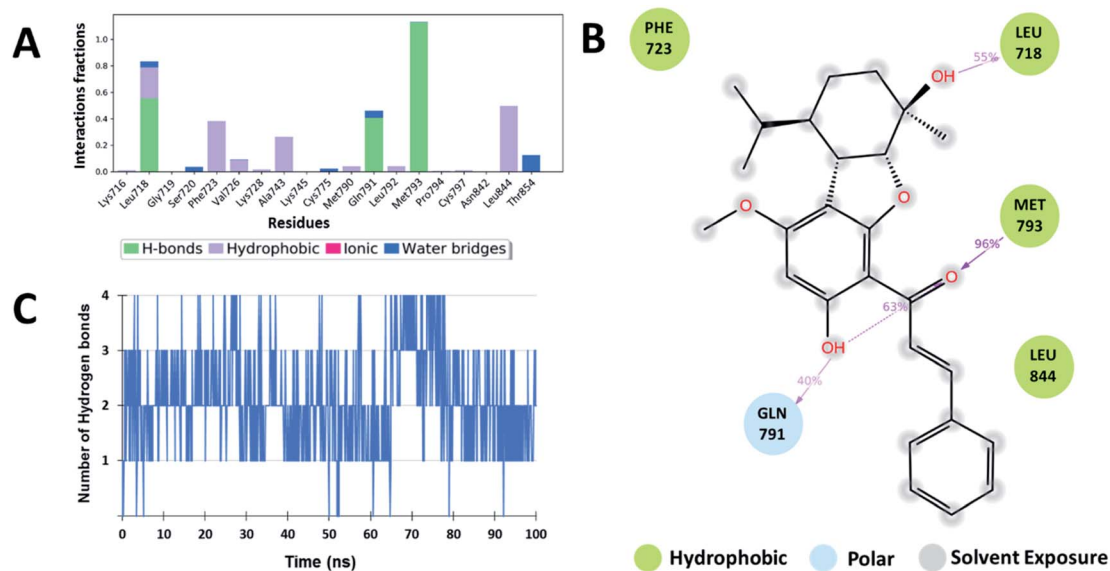 A
Interactions fractions
1.0
0.8
0.6
0.4
0.2
0.0
Lys716
Leu718
Gly719
Ser720
Phe723
Val726
Lys728
Ala743
Lys745
Cys775
Met790
Gln791
Leu792
Met793
Pro794
Cys797
Asn842
Leu844
Thr854
Residues
H-bonds Hydrophobic Ionic Water bridges
B
PHE
723
LEU
718
55%
OH
O
O
MET
793
96%
O
63%
OH
40%
GLN
791
LEU
844
Hydrophobic Polar Solvent Exposure
C
Number of Hydrogen bonds
4
3
2
1
0 10 20 30 40 50 60 70 80 90 100
Time (ns)